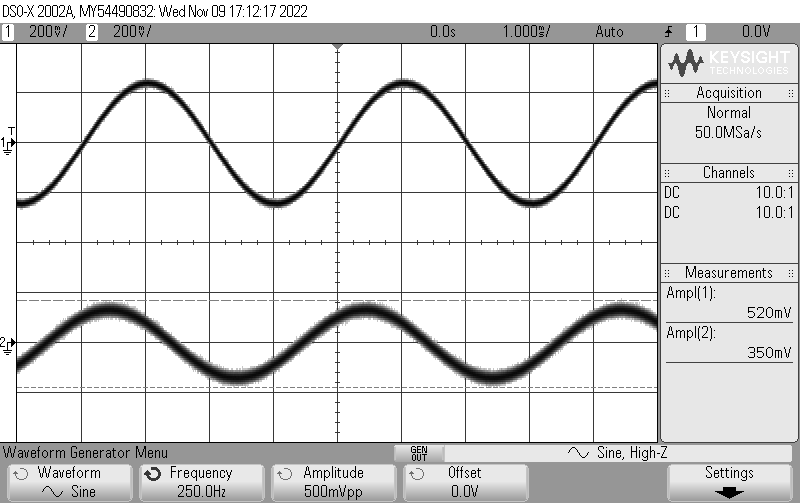 DSO-X 2002A, MY54490832: Wed Nov 09 17:12:17 2022
1 200%/ 2 200%/ 0.0s 1.000%/ Auto 1 0.0V
KEYSIGHT
TECHNOLOGIES
Acquisition
Normal
50.0MSa/s
Channels
DC 10.0:1
DC 10.0:1
Measurements
Ampl(1):
520mV
Ampl(2):
350mV
T
1
2
Waveform Generator Menu
GEN
OUT
Sine, High-Z
Waveform
Sine
Frequency
250.0Hz
Amplitude
500mVpp
Offset
0.0V
Settings